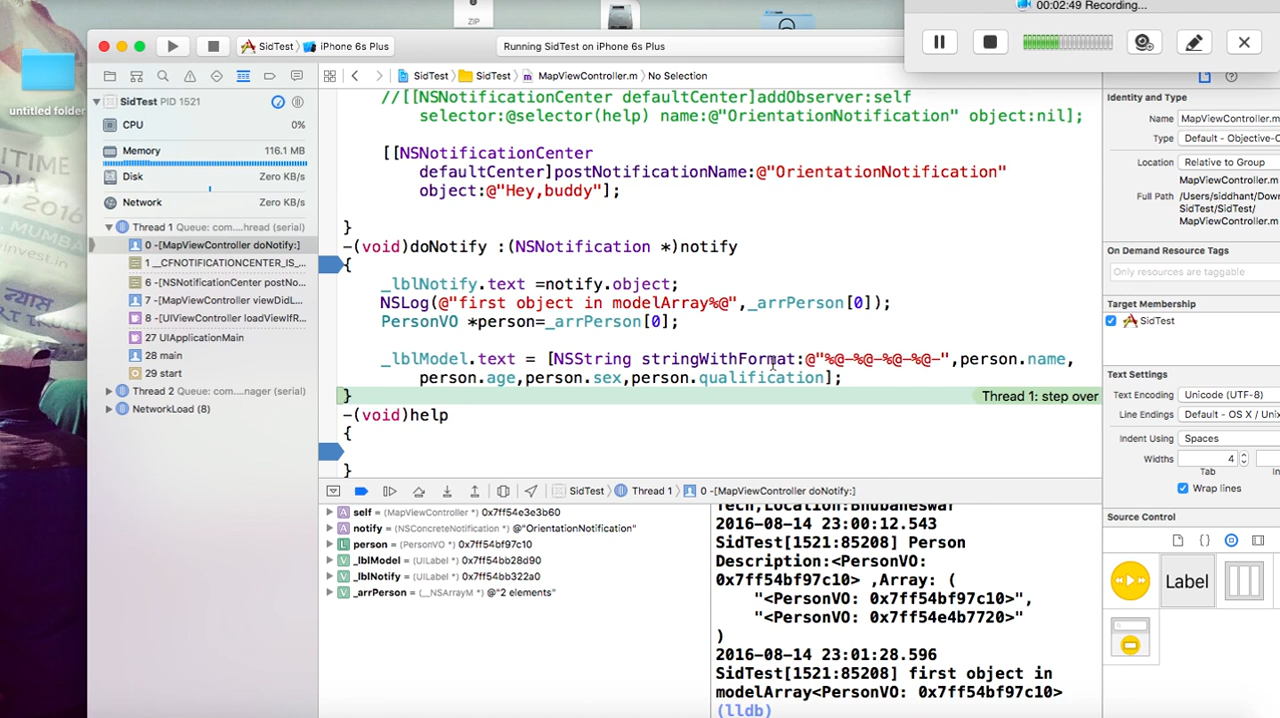 00:02:49 Recording...
ZIP
untitled folder
SidTest
iPhone 6s Plus
Running SidTest on iPhone 6s Plus
SidTest
SidTest
MapViewController.m
No Selection
SidTest PID 1521
CPU
0%
Memory
116.1 MB
Disk
Zero KB/s
Network
Zero KB/s
Thread 1 Queue: com....hread (serial)
0 -[MapViewController doNotify:]
1 __CFNOTIFICATIONCENTER_IS_...
6 -[NSNotificationCenter postNo...
7 -[MapViewController viewDidL...
8 -[UIViewController loadViewIfR...
27 UIApplicationMain
28 main
29 start
Thread 2 Queue: com....nager (serial)
NetworkLoad (8)
//[[NSNotificationCenter defaultCenter]addObserver:self
selector:@selector(help) name:@"OrientationNotification" object:nil];
[[NSNotificationCenter
defaultCenter]postNotificationName:@"OrientationNotification"
object:@"Hey,buddy"];
}
-(void)doNotify :(NSNotification *)notify
{
_lblNotify.text =notify.object;
NSLog(@"first object in modelArray%@",_arrPerson[0]);
PersonVO *person=_arrPerson[0];
_lblModel.text = [NSString stringWithFormat:@"%@-%@-%@-%@-",person.name,
person.age,person.sex,person.qualification];
}
Thread 1: step over
-(void)help
{
}
SidTest
Thread 1
0 -[MapViewController doNotify:]
self = (MapViewController *) 0x7ff54e3e3b60
notify = (NSConcreteNotification *) @"OrientationNotification"
person = (PersonVO *) 0x7ff54bf97c10
_lblModel = (UILabel *) 0x7ff54bb28d90
_lblNotify = (UILabel *) 0x7ff54bb322a0
_arrPerson = (__NSArrayM *) @"2 elements"
Tech,Location:Bhubaneswar
2016-08-14 23:00:12.543
SidTest[1521:85208] Person
Description:<PersonVO:
0x7ff54bf97c10> ,Array: (
"<PersonVO: 0x7ff54bf97c10>",
"<PersonVO: 0x7ff54e4b7720>"
)
2016-08-14 23:01:28.596
SidTest[1521:85208] first object in
modelArray<PersonVO: 0x7ff54bf97c10>
(lldb)
Identity and Type
Name
MapViewController.m
Type
Default - Objective-C
Location
Relative to Group
MapViewController.m
Full Path
/Users/siddhant/Down
SidTest/SidTest/
MapViewController.m
On Demand Resource Tags
Only resources are taggable
Target Membership
SidTest
Text Settings
Text Encoding
Unicode (UTF-8)
Line Endings
Default - OS X / Unix
Indent Using
Spaces
Widths
4
Tab
In
Wrap lines
Source Control
Label
2016
MUMBAI
invest.in